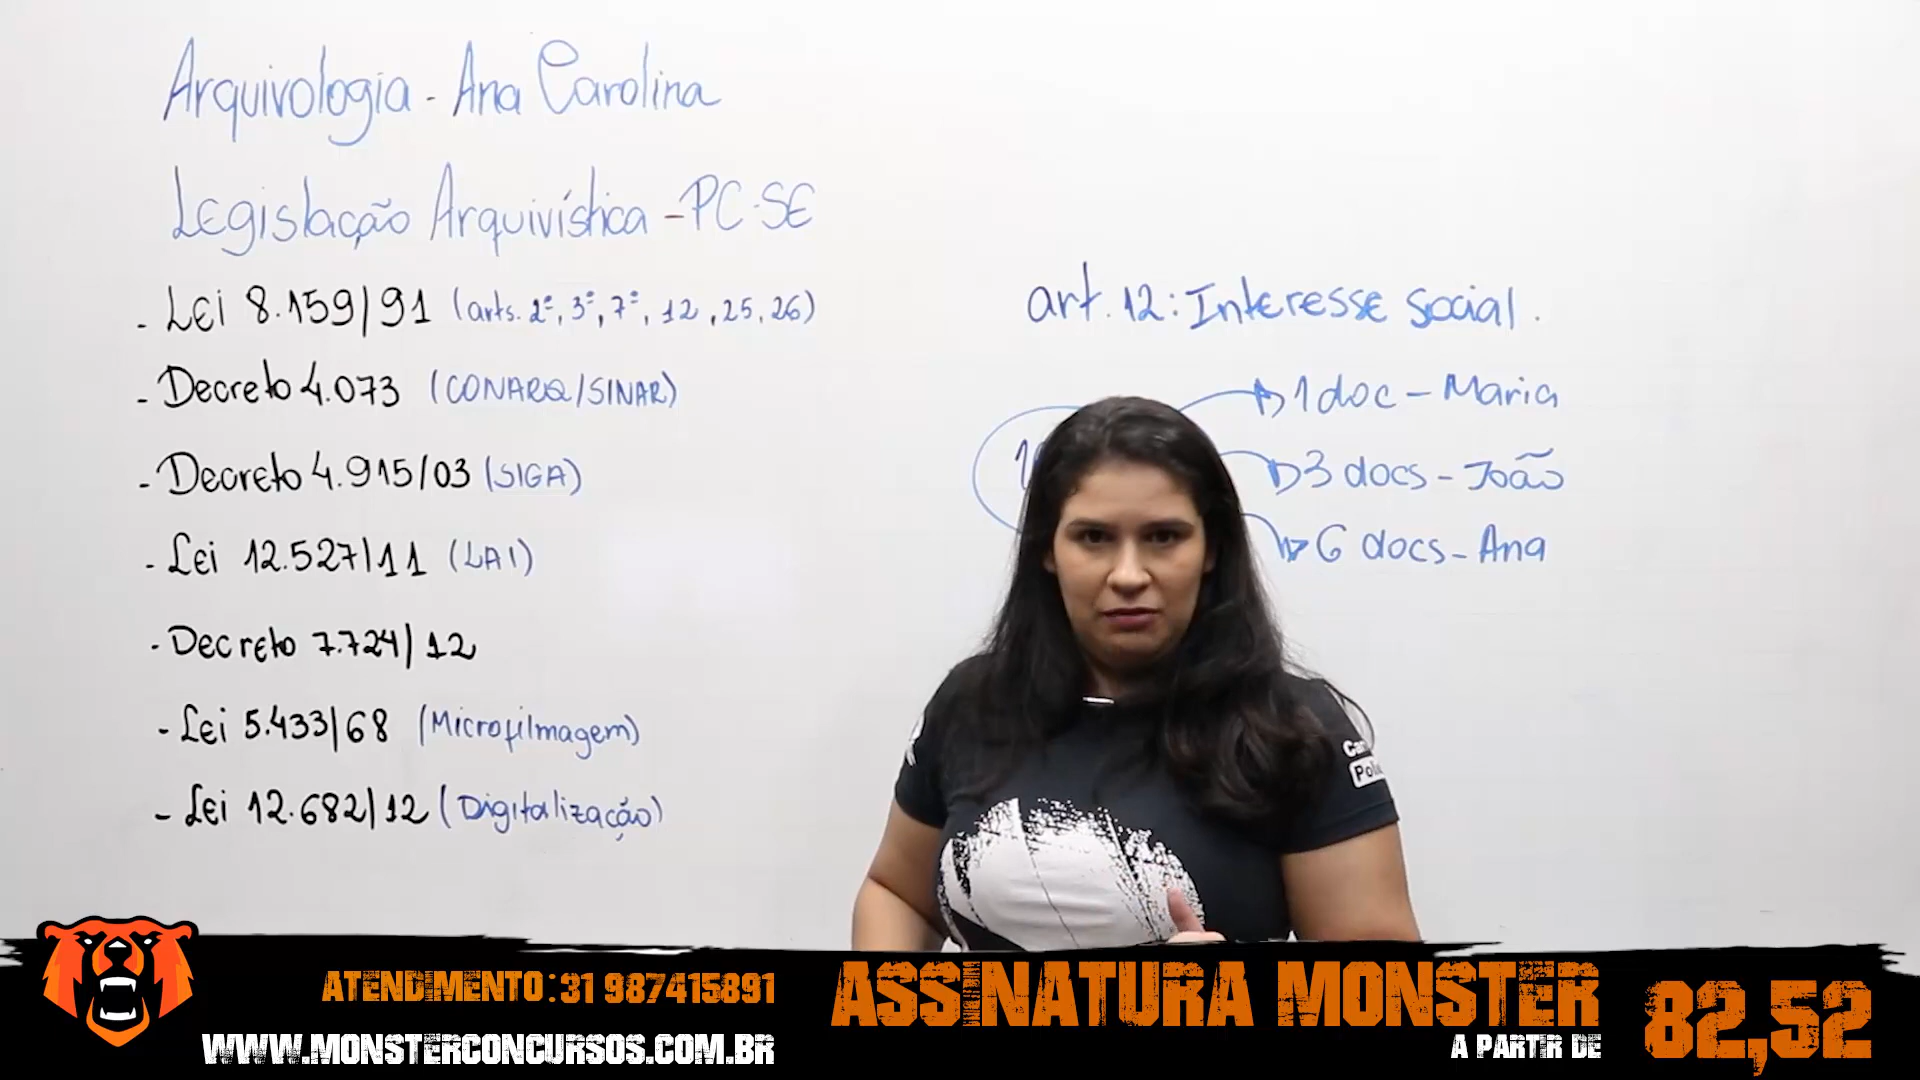 Arquivologia - Ana Carolina
Legislação Arquivística - PC-SE
- Lei 8.159/91 (arts. 2º, 3º, 7º, 12, 25, 26)
- Decreto 4.073 (CONARQ/SINAR)
- Decreto 4.915/03 (SIGA)
- Lei 12.527/11 (LAI)
- Decreto 7.724/12
- Lei 5.433/68 (Microfilmagem)
- Lei 12.682/12 (Digitalização)
art. 12: Interesse social.
1 doc - Maria
3 docs - João
6 docs - Ana
ATENDIMENTO: 31 987415891
WWW.MONSTERCONCURSOS.COM.BR
ASSINATURA MONSTER
A PARTIR DE
82,52